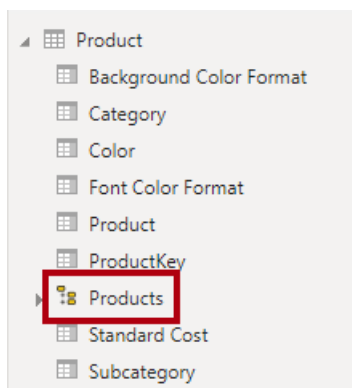 Product
Background Color Format
Category
Color
Font Color Format
Product
ProductKey
Products
Standard Cost
Subcategory